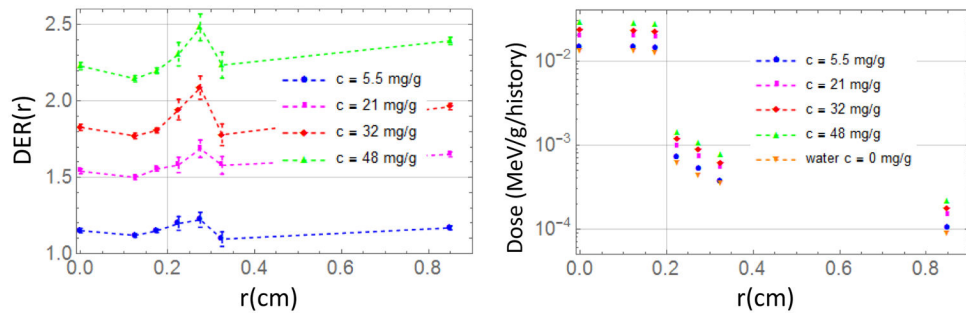 2.5
2.0
1.5
1.0
DER(r)
0.0
0.2
0.4
0.6
0.8
r(cm)
c = 5.5 mg/g
c = 21 mg/g
c = 32 mg/g
c = 48 mg/g
10⁻²
10⁻³
10⁻⁴
Dose (MeV/g/history)
0.0
0.2
0.4
0.6
0.8
r(cm)
c = 5.5 mg/g
c = 21 mg/g
c = 32 mg/g
c = 48 mg/g
water c = 0 mg/g